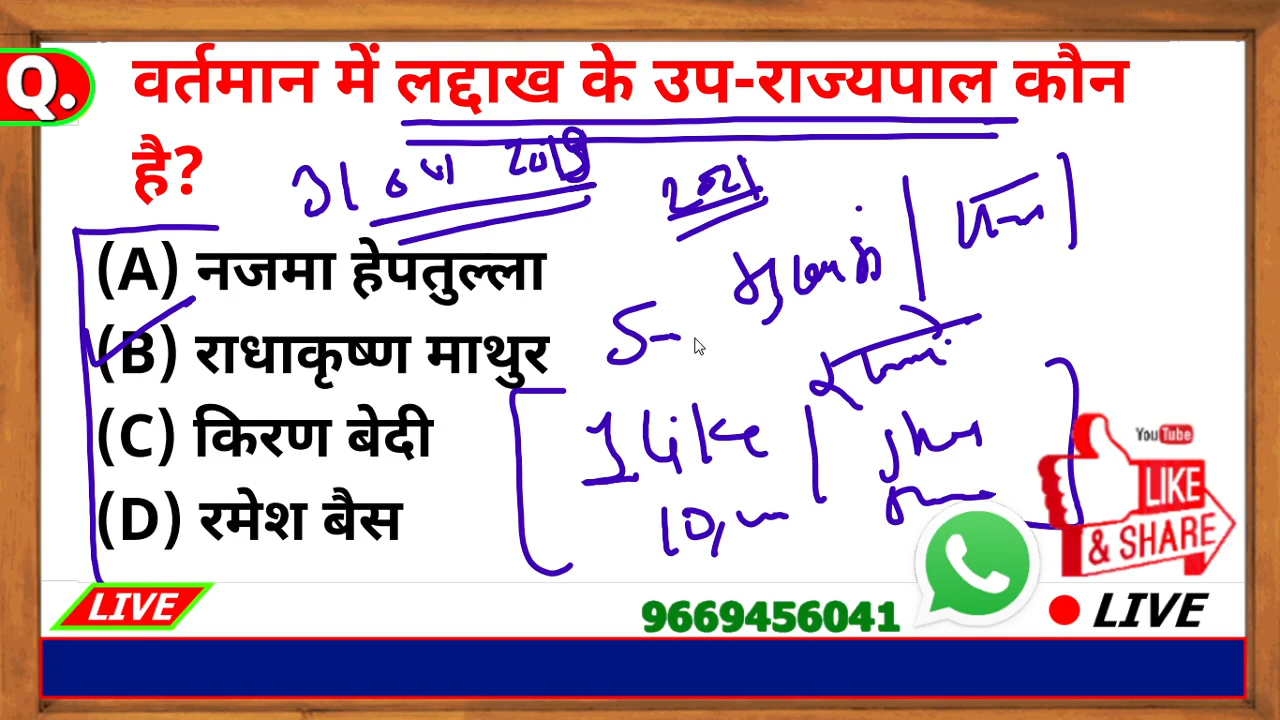 Q. वर्तमान में लद्दाख के उप-राज्यपाल कौन
है?
31 2019
2021
(A) नजमा हेपतुल्ला
(B) राधाकृष्ण माथुर
(C) किरण बेदी
(D) रमेश बैस
1 like
YouTube
LIKE
& SHARE
LIVE
9669456041
LIVE